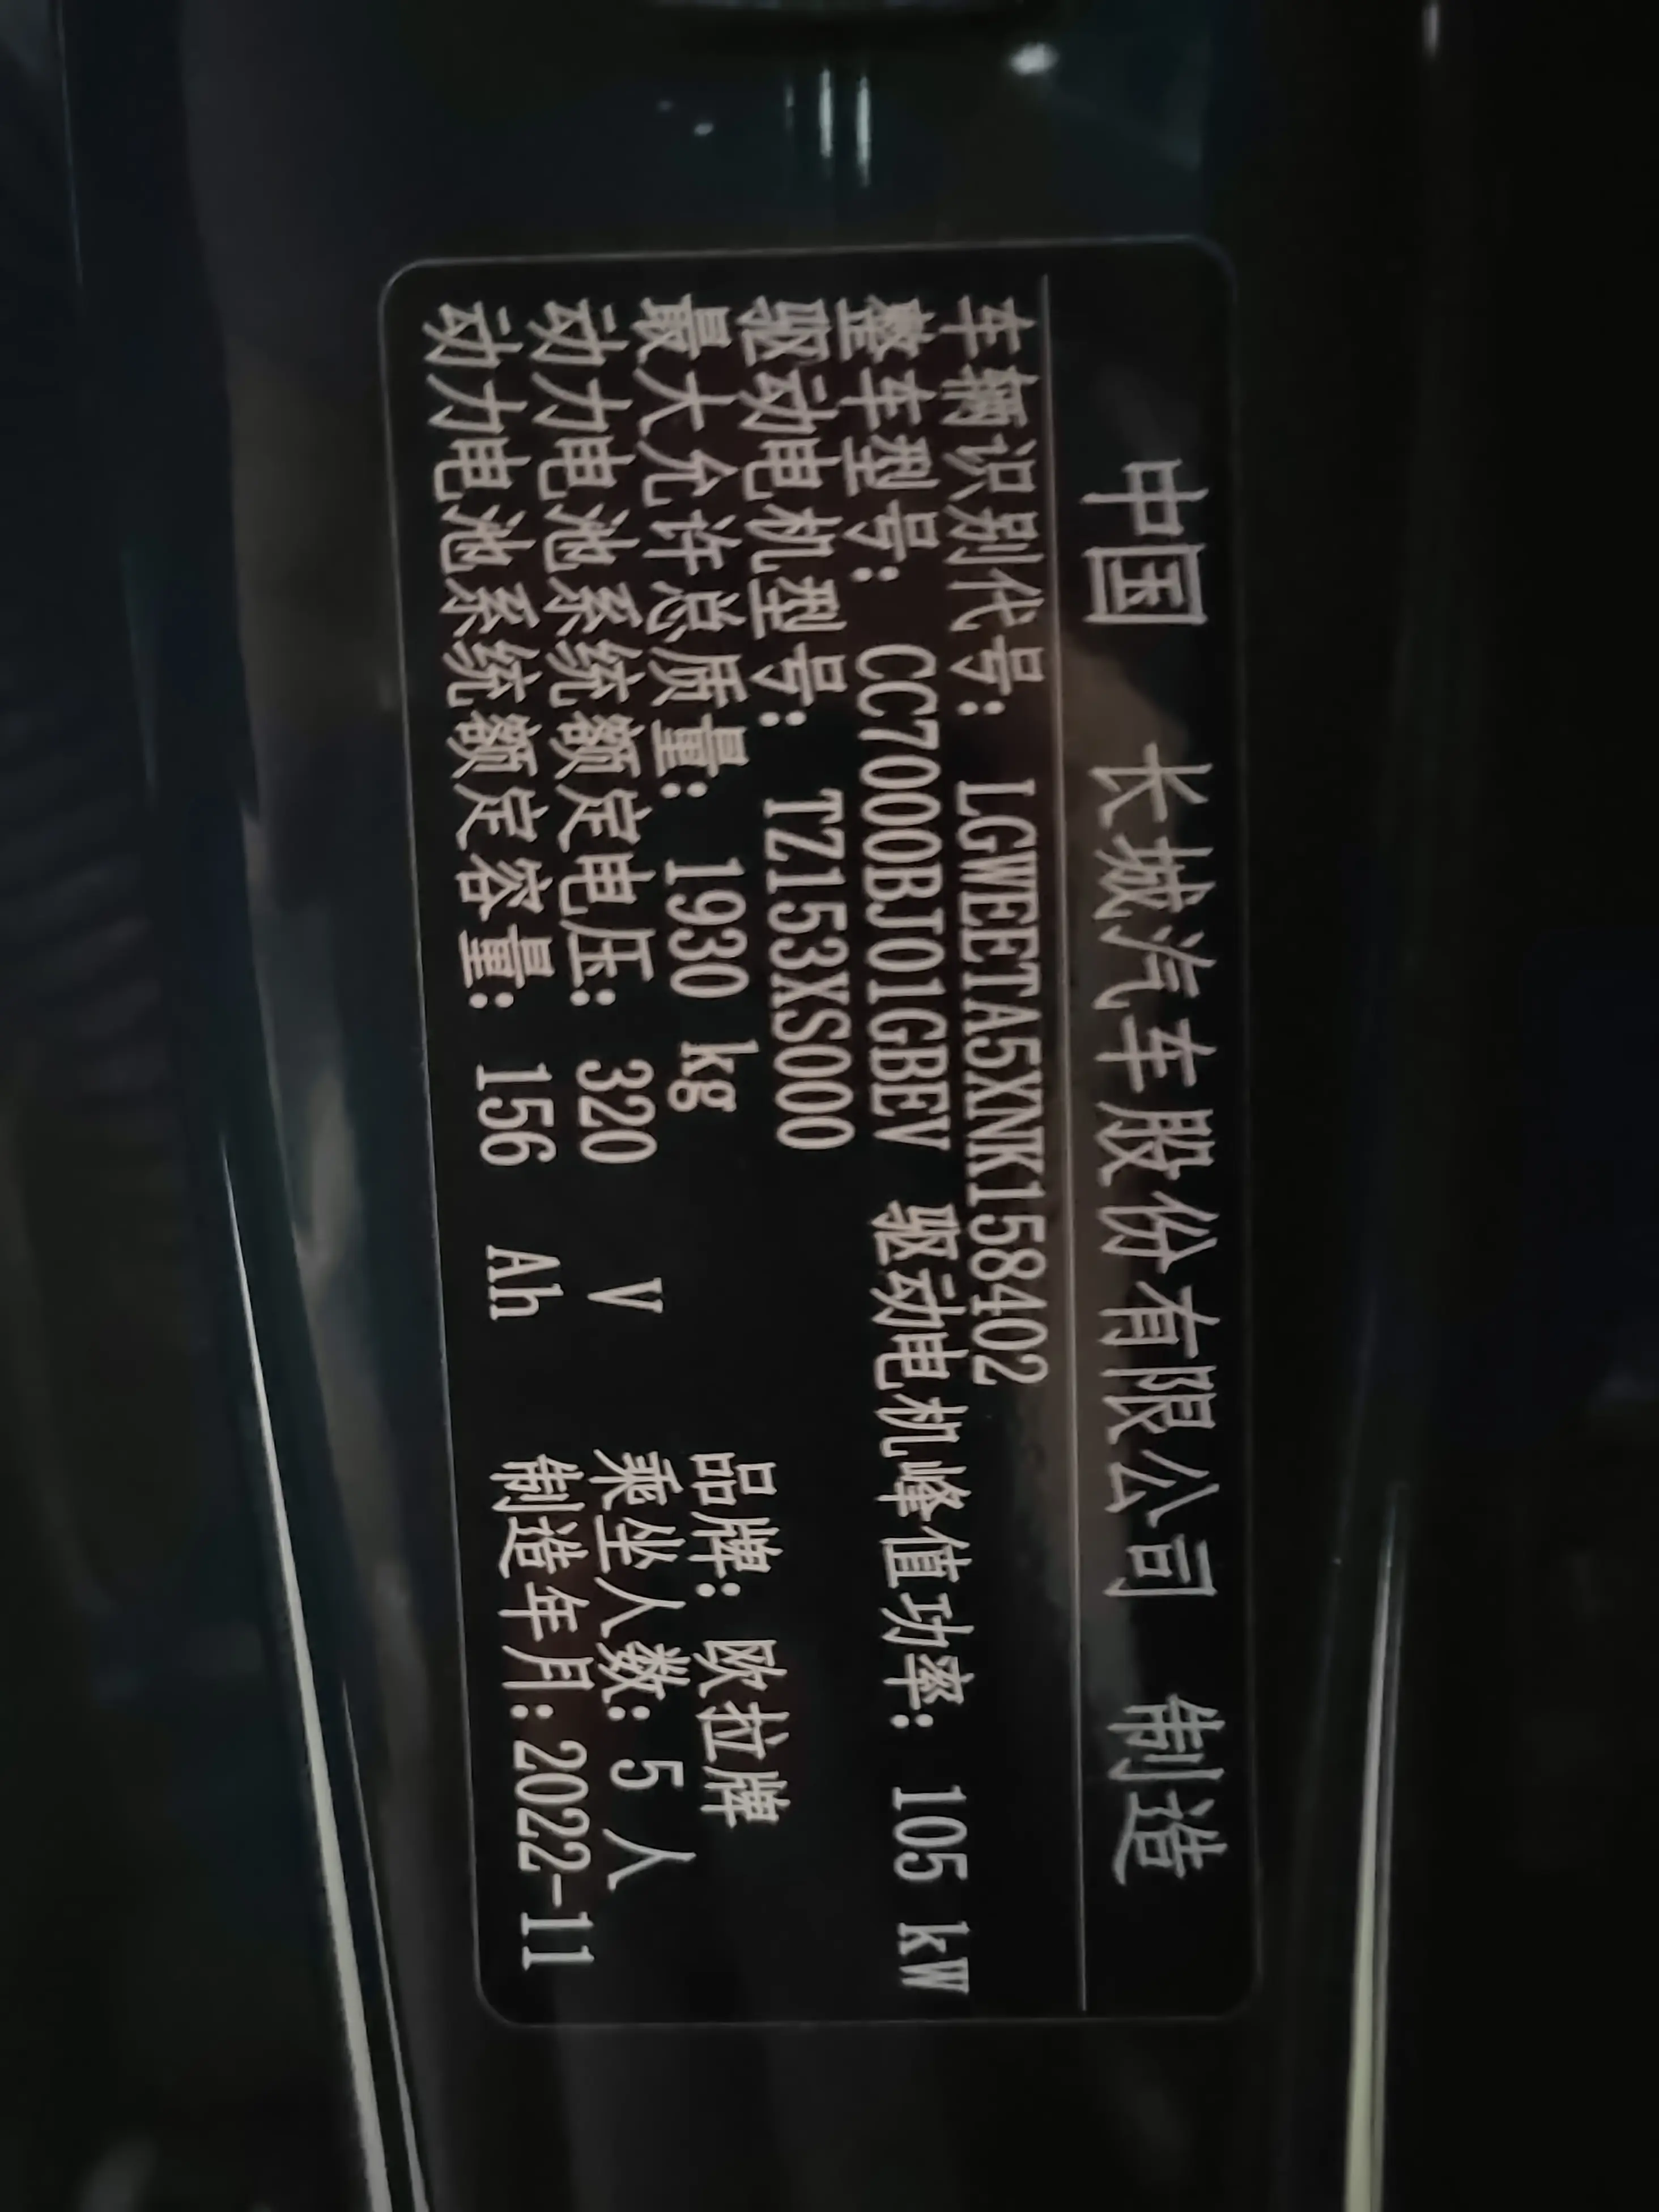 中国 长城汽车股份有限公司 制造
车辆识别代号: LGWEETA5XNK158402
整车型号: CC7000BJ01GBEV 驱动电机峰值功率: 105 kW
驱动电机型号: TZ153XS000
最大允许总质量: 1930 kg 品牌: 欧拉牌
动力电池系统额定电压: 320 V 乘坐人数: 5 人
动力电池系统额定容量: 156 Ah 制造年月: 2022-11